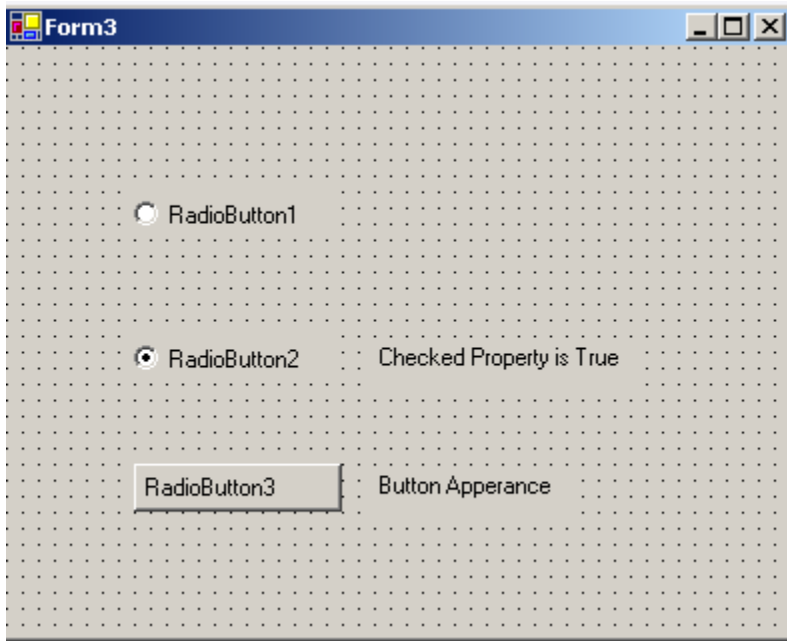 Form3
RadioButton1
RadioButton2 Checked Property is True
RadioButton3 Button Apperance